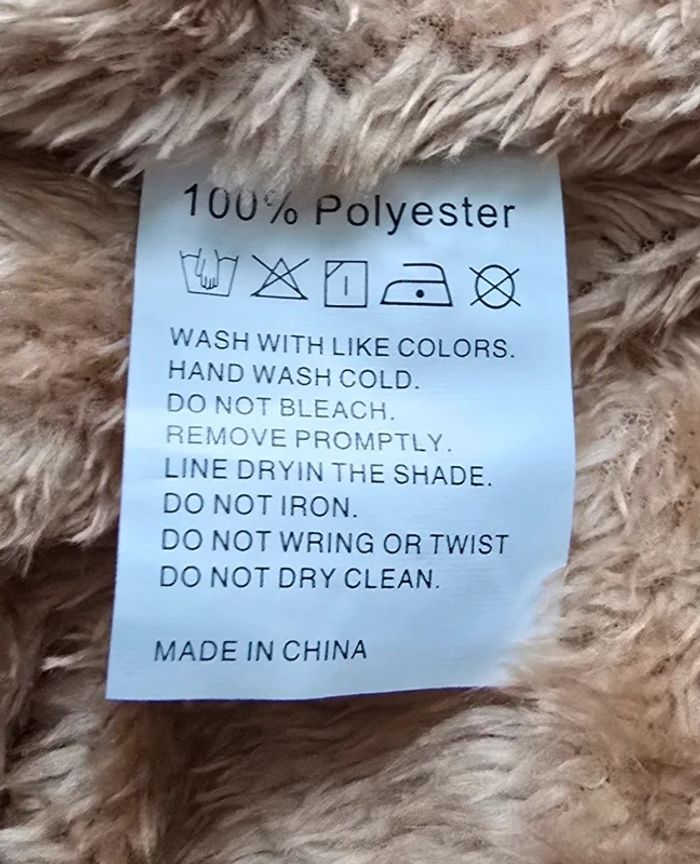 100% Polyester
WASH WITH LIKE COLORS.
HAND WASH COLD.
DO NOT BLEACH.
REMOVE PROMPTLY.
LINE DRYIN THE SHADE.
DO NOT IRON.
DO NOT WRING OR TWIST
DO NOT DRY CLEAN.
MADE IN CHINA